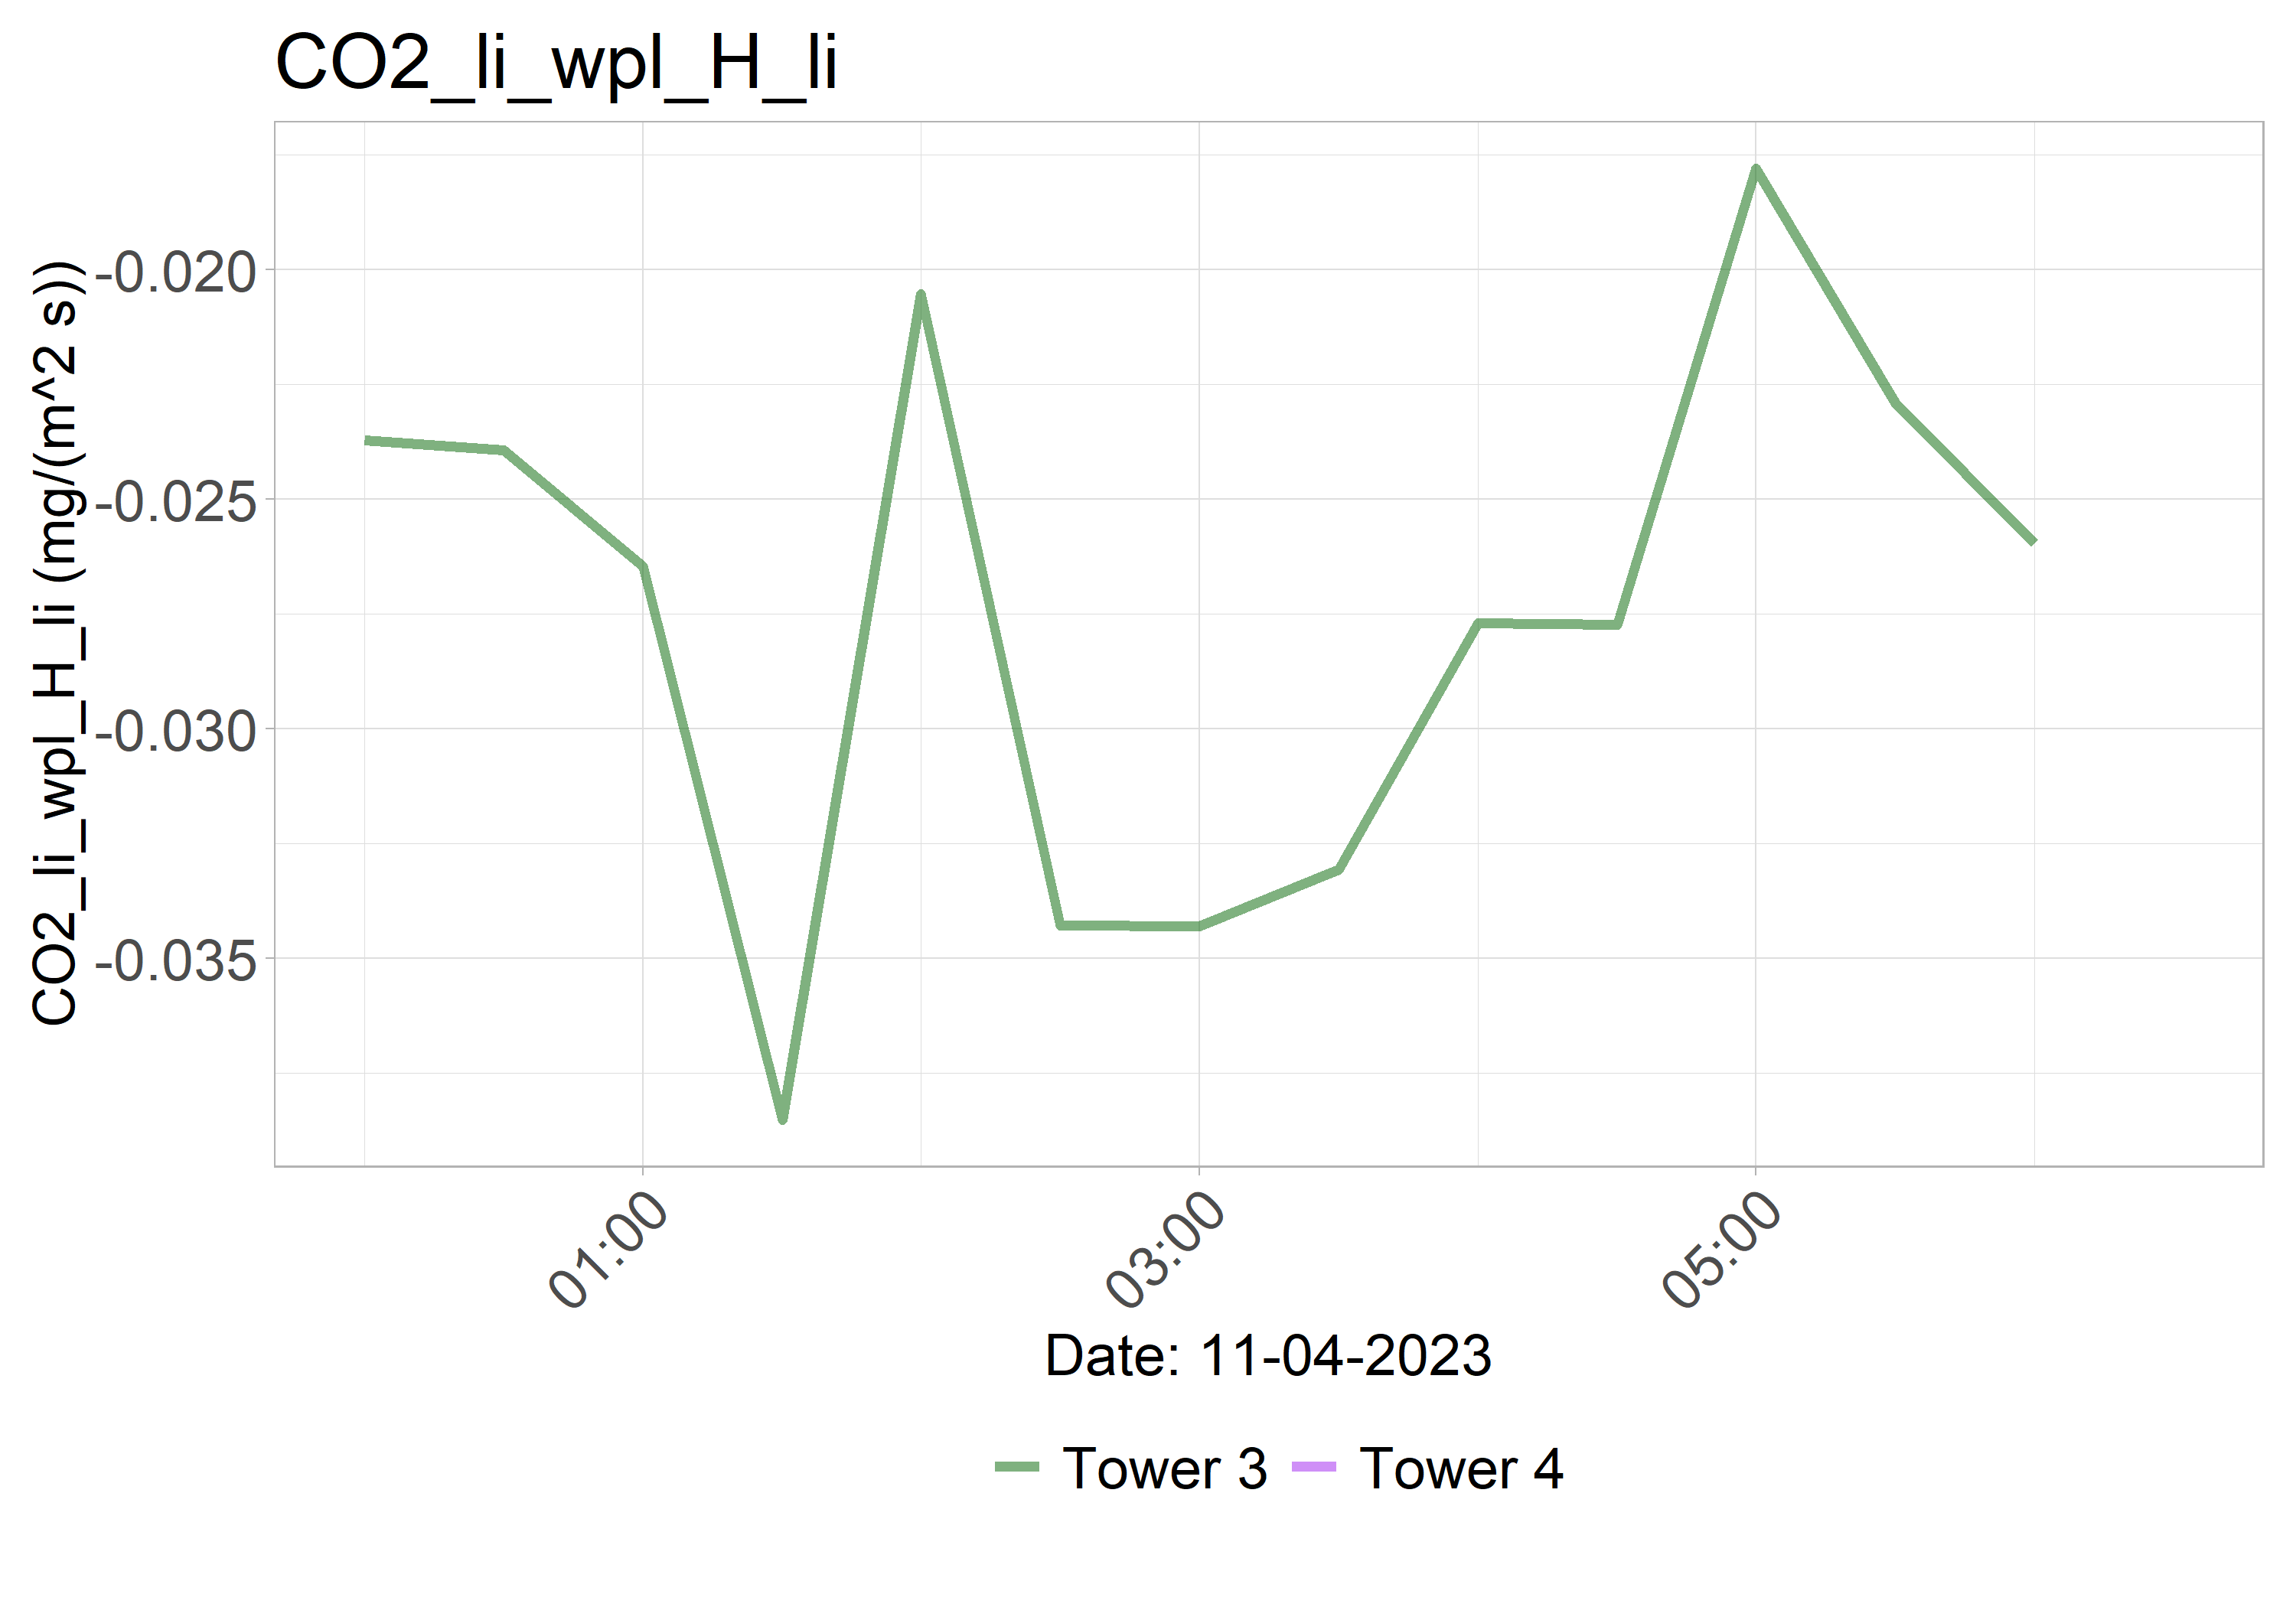 CO2_li_wpl_H_li
CO2_li_wpl_H_li (mg/(m^2 s))
-0.020
-0.025
-0.030
-0.035
01:00
03:00
05:00
Date: 11-04-2023
Tower 3
Tower 4